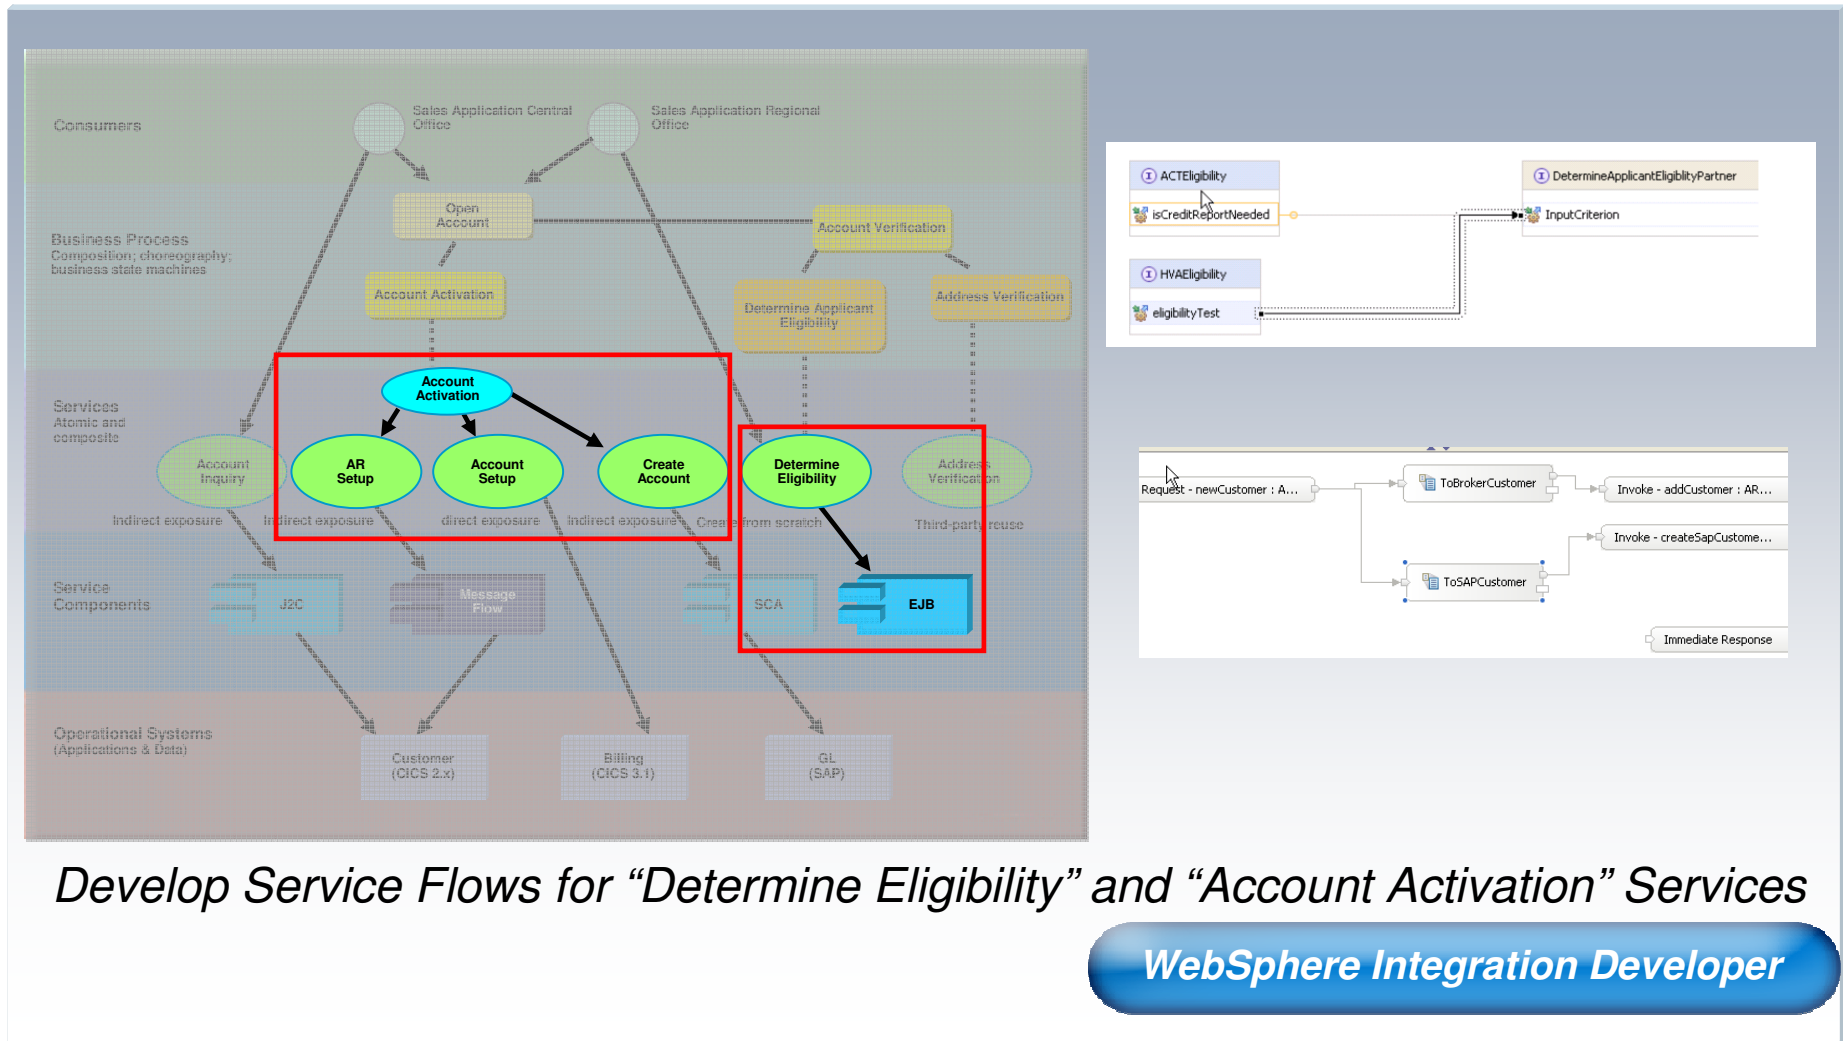 Sales Application Central
Office
Sales Application Regional
Office
Consumers
Open
Account
Account Verification
Business Process
Composition; choreography;
business state machines
Account Activation
Determine Applicant
Eligibility
Address Verification
Services
Atomic and
composite
Account
Activation
Account
Inquiry
AR
Setup
Account
Setup
Create
Account
Determine
Eligibility
Address
Verification
Indirect exposure
Indirect exposure
direct exposure
Indirect exposure
Create from scratch
Third-party reuse
Service
Components
J2C
Message
Flow
SCA
EJB
Operational Systems
(Applications & Data)
Customer
(CICS 2.x)
Billing
(CICS 3.1)
GL
(SAP)
ACTEligibility
isCreditReportNeeded
HVAEligibility
eligibilityTest
DetermineApplicantEligiblityPartner
InputCriterion
Request - newCustomer : A...
ToBrokerCustomer
Invoke - addCustomer : AR...
Invoke - createSapCustome...
ToSAPCustomer
Immediate Response
Develop Service Flows for “Determine Eligibility” and “Account Activation” Services
WebSphere Integration Developer